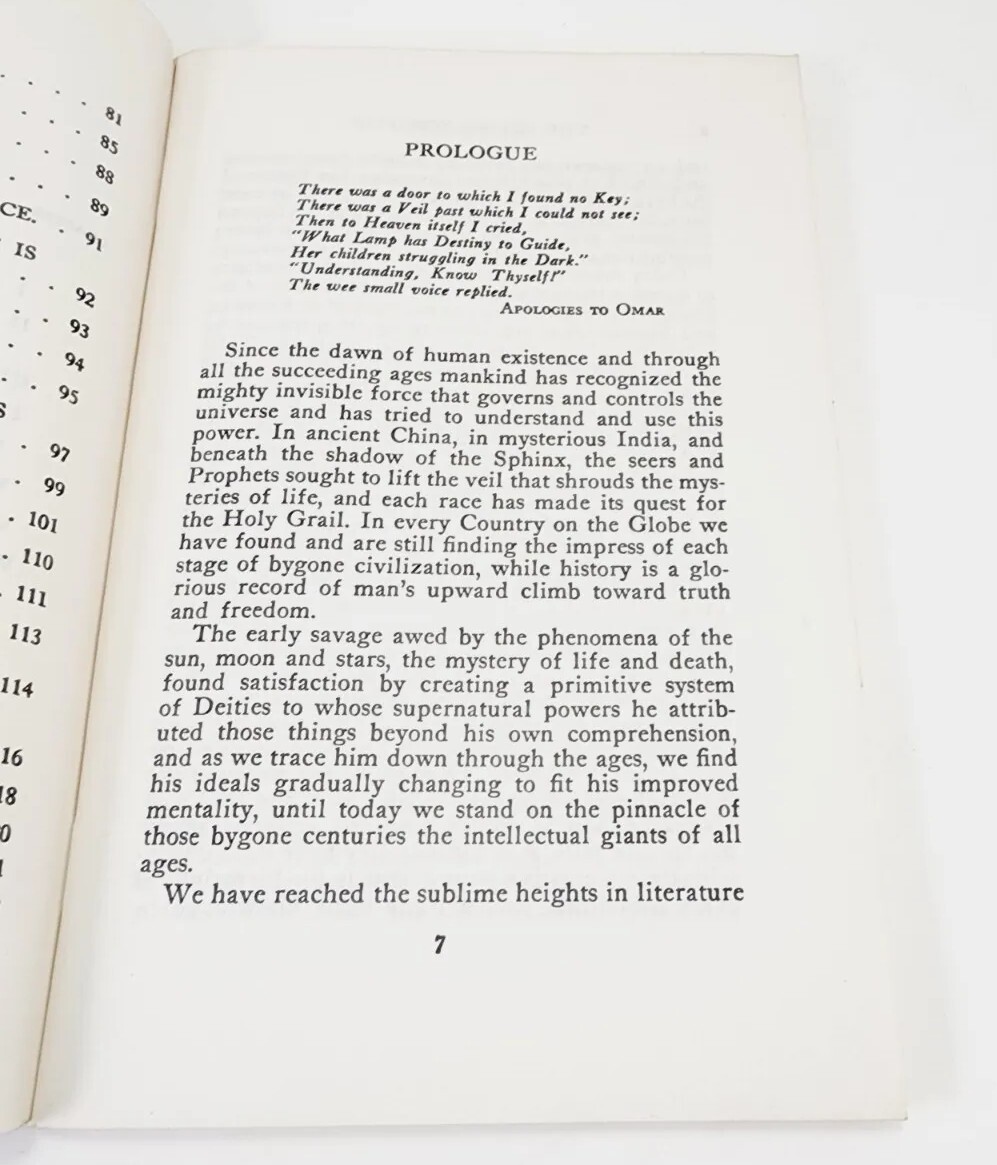 81
85
88
89
CE. 91
IS
92
93
94
95
S
97
99
101
110
111
113
114
16
18
0
PROLOGUE
There was a door to which I found no Key;
There was a Veil past which I could not see;
Then to Heaven itself I cried,
"What Lamp has Destiny to Guide,
Her children struggling in the Dark."
"Understanding, Know Thyself!"
The wee small voice replied.
APOLOGIES TO OMAR
Since the dawn of human existence and through
all the succeeding ages mankind has recognized the
mighty invisible force that governs and controls the
universe and has tried to understand and use this
power. In ancient China, in mysterious India, and
beneath the shadow of the Sphinx, the seers and
Prophets sought to lift the veil that shrouds the mys-
teries of life, and each race has made its quest for
the Holy Grail. In every Country on the Globe we
have found and are still finding the impress of each
stage of bygone civilization, while history is a glo-
rious record of man's upward climb toward truth
and freedom.
The early savage awed by the phenomena of the
sun, moon and stars, the mystery of life and death,
found satisfaction by creating a primitive system
of Deities to whose supernatural powers he attrib-
uted those things beyond his own comprehension,
and as we trace him down through the ages, we find
his ideals gradually changing to fit his improved
mentality, until today we stand on the pinnacle of
those bygone centuries the intellectual giants of all
ages.
We have reached the sublime heights in literature
7